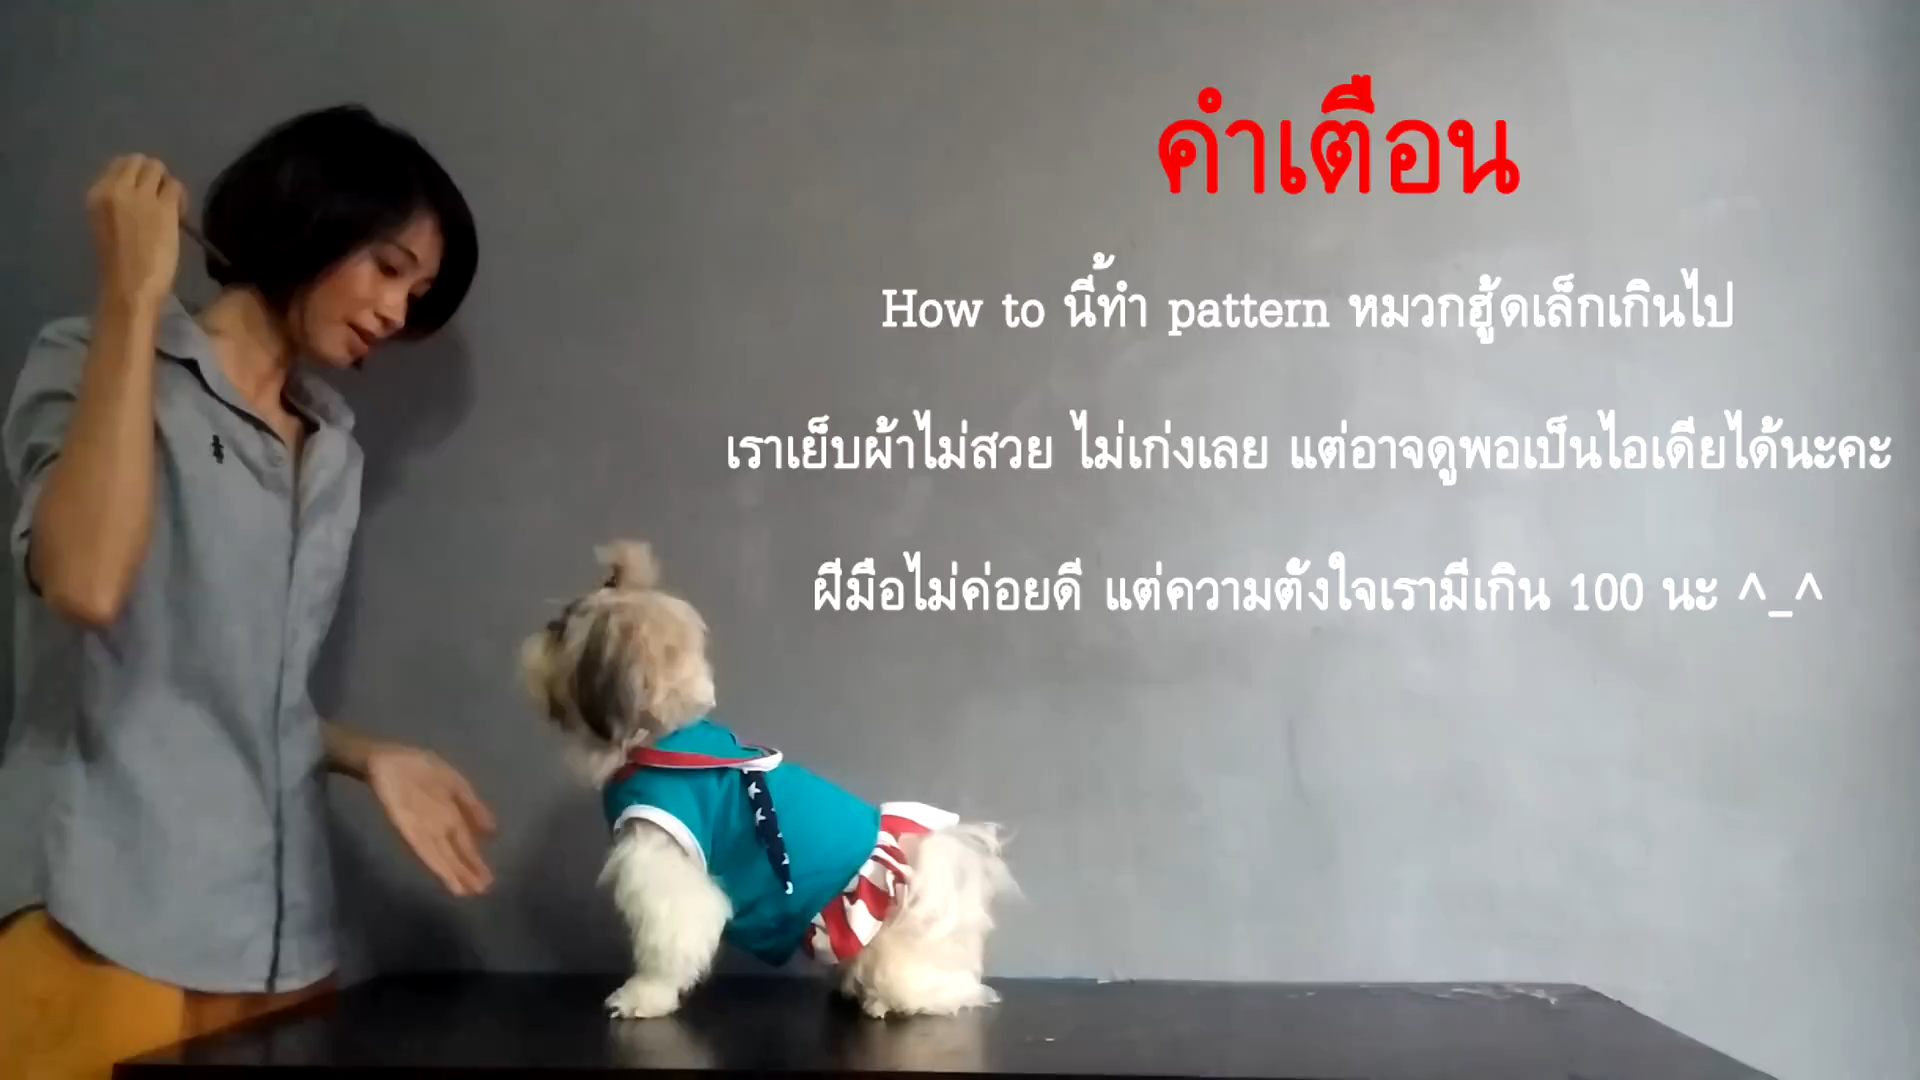 คำเตือน
How to นี้ทำ pattern หมวกฮู้ดเล็กเกินไป
เราเย็บผ้าไม่สวย ไม่เก่งเลย แต่อาจดูพอเป็นไอเดียได้นะคะ
ฝีมือไม่ค่อยดี แต่ความตั้งใจเรามีเกิน 100 นะ ^_^